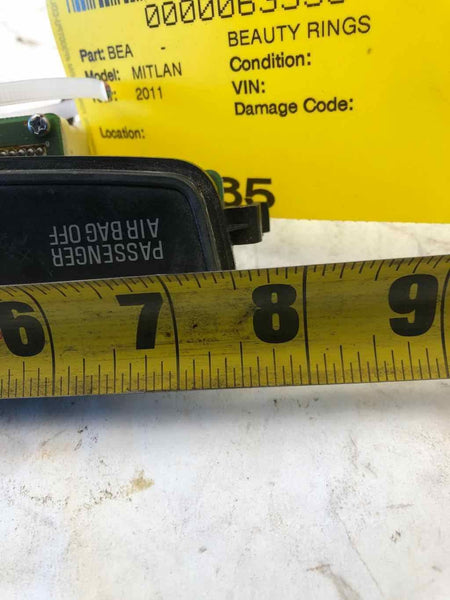 BEAUTY RINGS
Part: BEA -
Condition:
Model: MITLAN
VIN:
2011
Damage Code:
Location:
35
PASSENGER
AIR BAG OFF
6 7 8 9